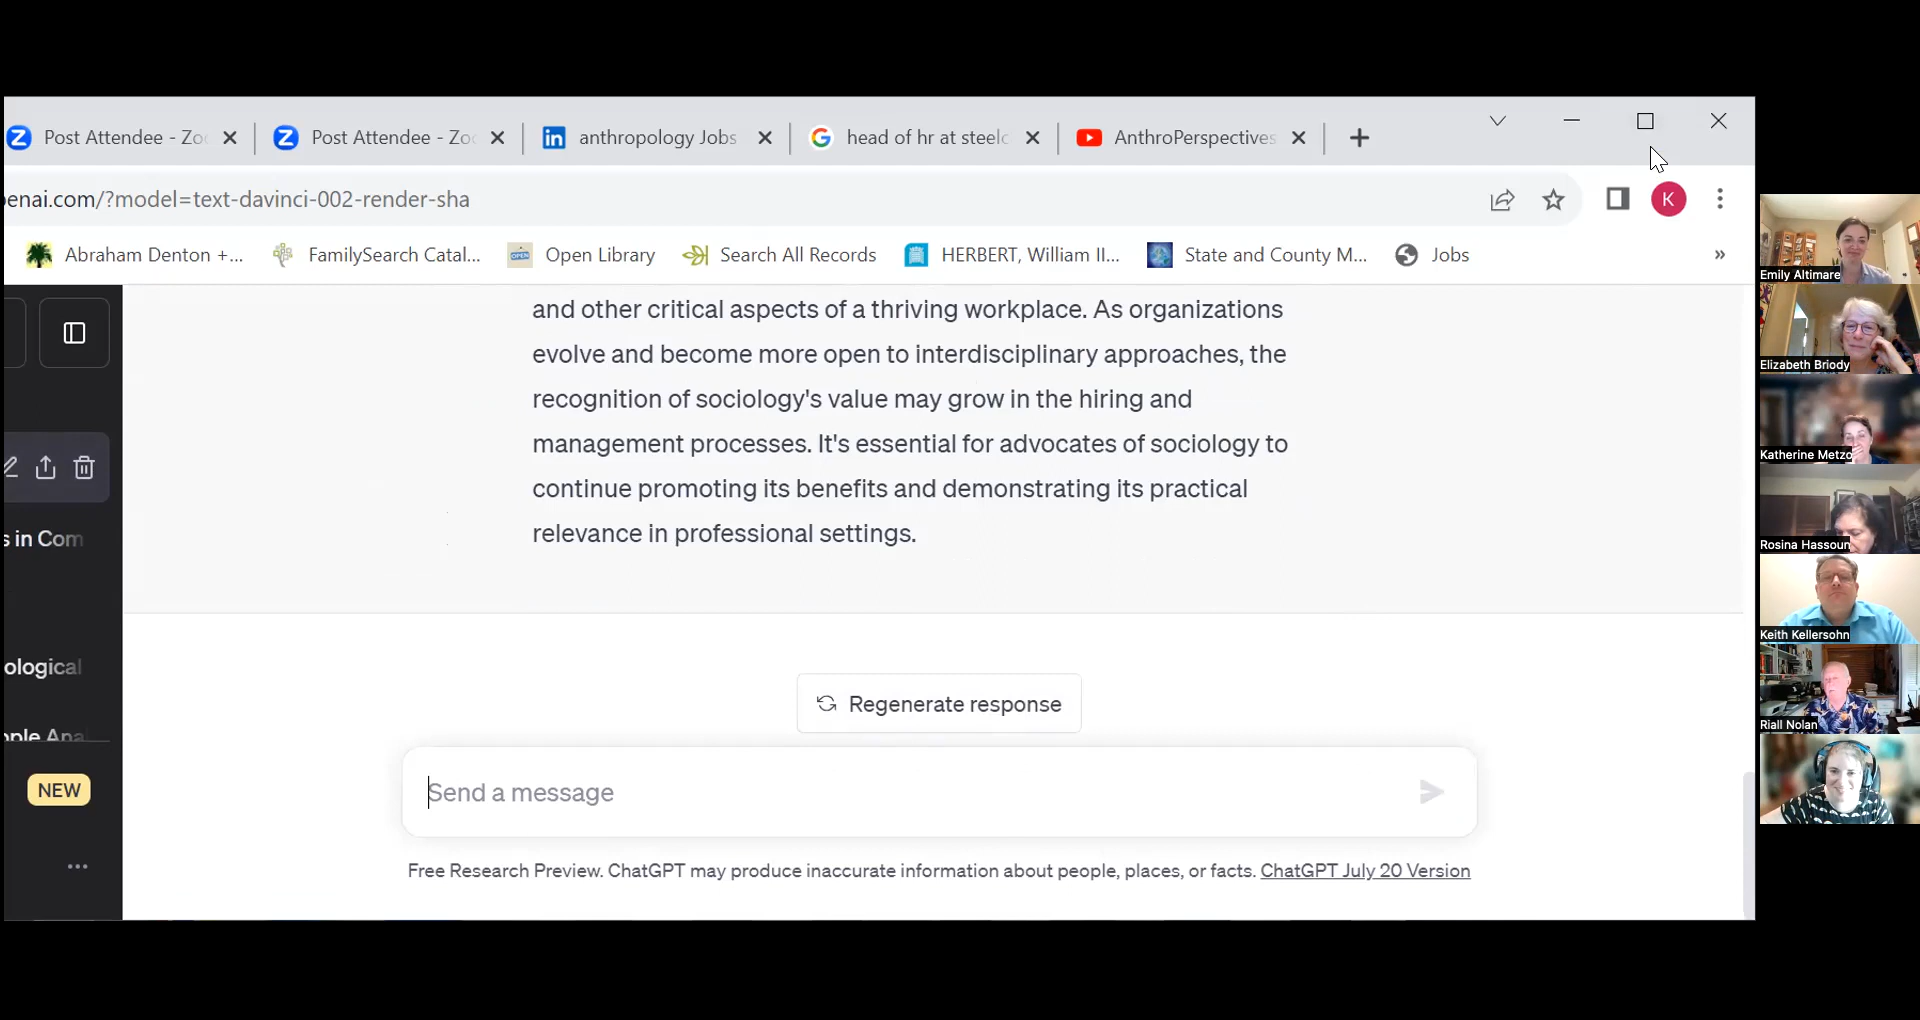 Post Attendee - Zo
Post Attendee - Zo
in
anthropology Jobs
head of hr at steelc
AnthroPerspectives
enai.com/?model=text-davinci-002-render-sha
K
Abraham Denton +...
FamilySearch Catal...
OPEN
Open Library
Search All Records
HERBERT, William II...
State and County M...
Jobs
»
and other critical aspects of a thriving workplace. As organizations
evolve and become more open to interdisciplinary approaches, the
recognition of sociology's value may grow in the hiring and
management processes. It's essential for advocates of sociology to
continue promoting its benefits and demonstrating its practical
relevance in professional settings.
s in Com
ological
ople Ana
NEW
Regenerate response
Send a message
Free Research Preview. ChatGPT may produce inaccurate information about people, places, or facts. ChatGPT July 20 Version
Emily Altimare
Elizabeth Briody
Katherine Metzo
Rosina Hassoun
Keith Kellersohn
Riall Nolan